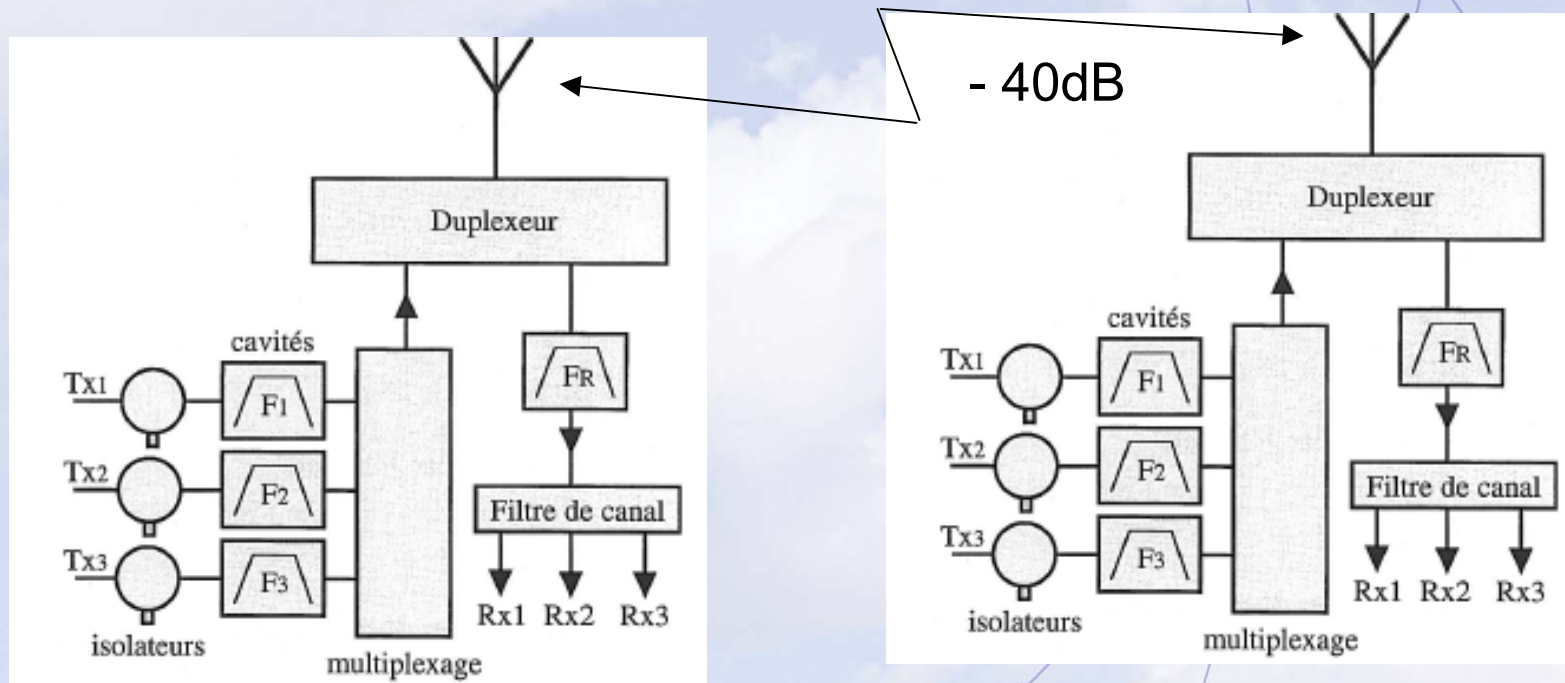 - 40dB
Duplexeur
cavités
Tx1
F1
FR
Tx2
F2
Filtre de canal
Tx3
F3
Rx1 Rx2 Rx3
isolateurs
multiplexage
Duplexeur
cavités
Tx1
F1
FR
Tx2
F2
Filtre de canal
Tx3
F3
Rx1 Rx2 Rx3
isolateurs
multiplexage